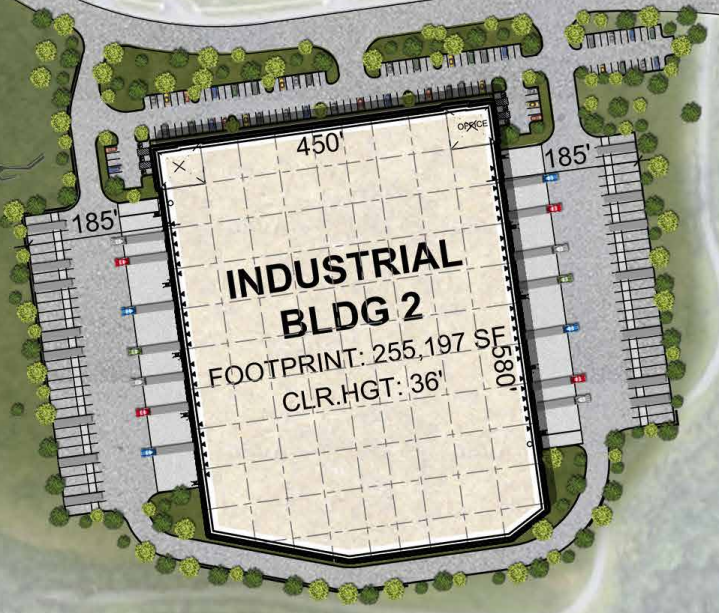 OFFICE
450'
185'
185'
INDUSTRIAL
BLDG 2
FOOTPRINT: 255,197 SF
CLR.HGT: 36'
580'